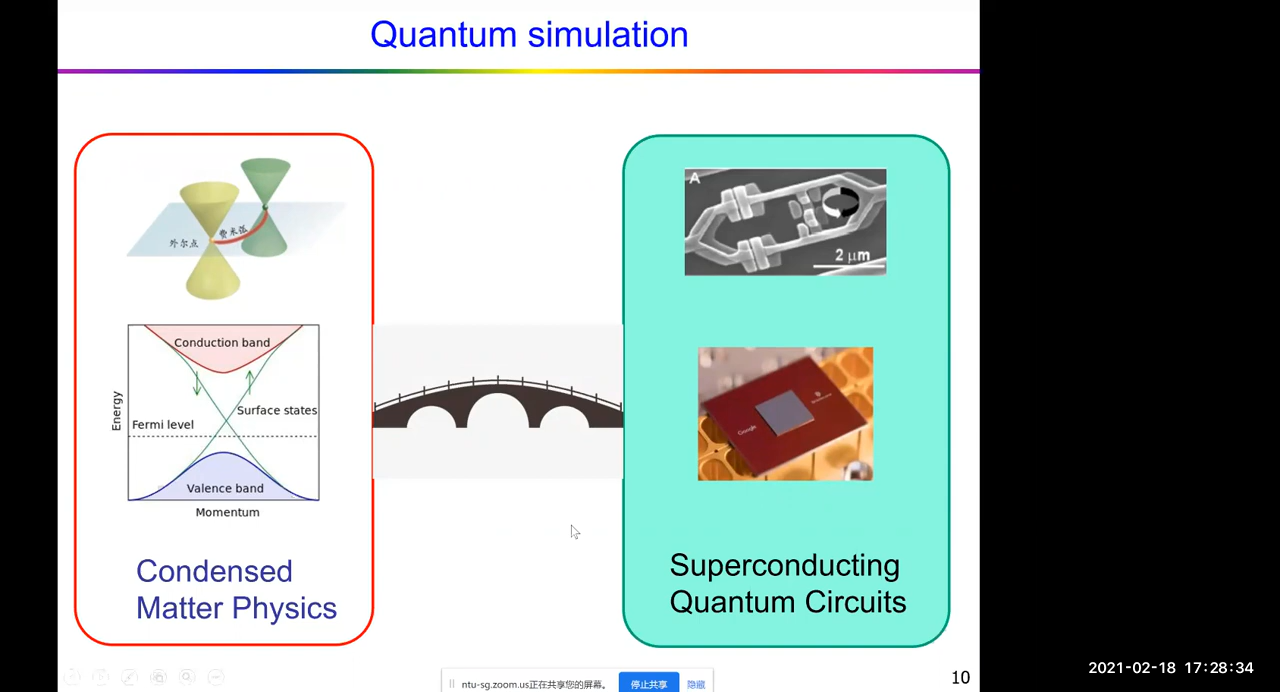 Quantum simulation
外尔点
费米弧
Conduction band
Surface states
Fermi level
Valence band
Energy
Momentum
Condensed
Matter Physics
A
2 μm
Google
Superconducting
Quantum Circuits
ntu-sg.zoom.us正在共享您的屏幕。 停止共享 隐藏
10
2021-02-18 17:28:34